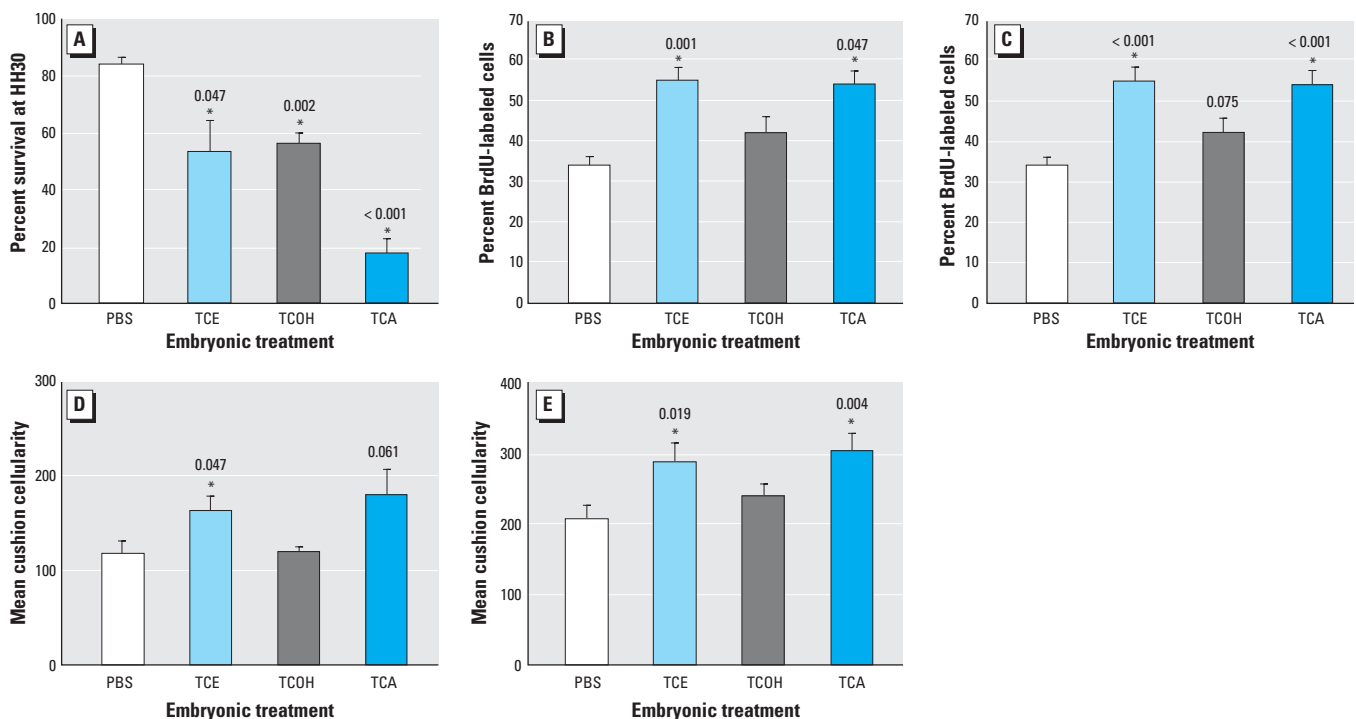 A
Percent survival at HH30
100
80
60
40
20
0
0.047
*
0.002
*
< 0.001
*
PBS TCE TCOH TCA
Embryonic treatment
B
Percent BrdU-labeled cells
70
60
50
40
30
20
10
0
0.001
*
0.047
*
PBS TCE TCOH TCA
Embryonic treatment
C
Percent BrdU-labeled cells
70
60
50
40
30
20
10
0
< 0.001
*
0.075
< 0.001
*
PBS TCE TCOH TCA
Embryonic treatment
D
Mean cushion cellularity
300
200
100
0
0.047
*
0.061
PBS TCE TCOH TCA
Embryonic treatment
E
Mean cushion cellularity
400
300
200
100
0
0.019
*
0.004
*
PBS TCE TCOH TCA
Embryonic treatment